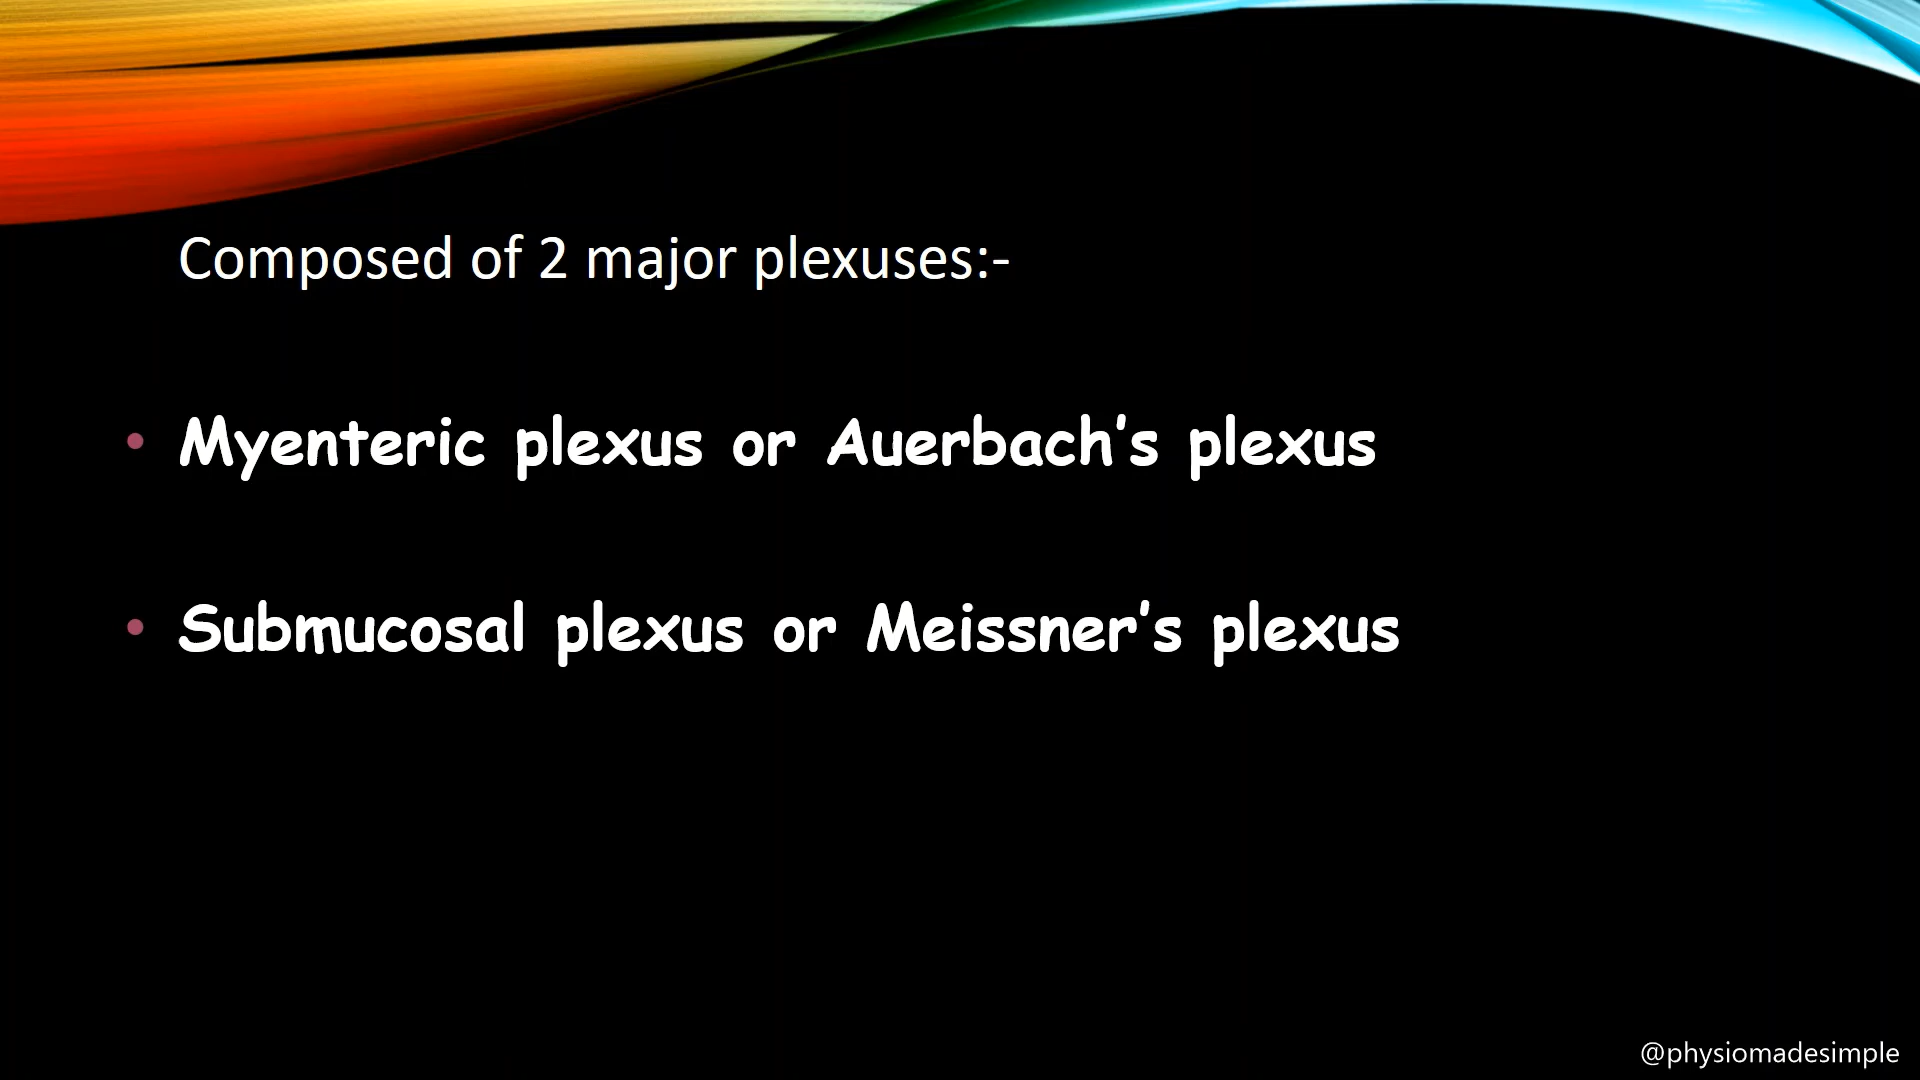 Composed of 2 major plexuses:-
• Myenteric plexus or Auerbach’s plexus
• Submucosal plexus or Meissner’s plexus
@physiomadesimple